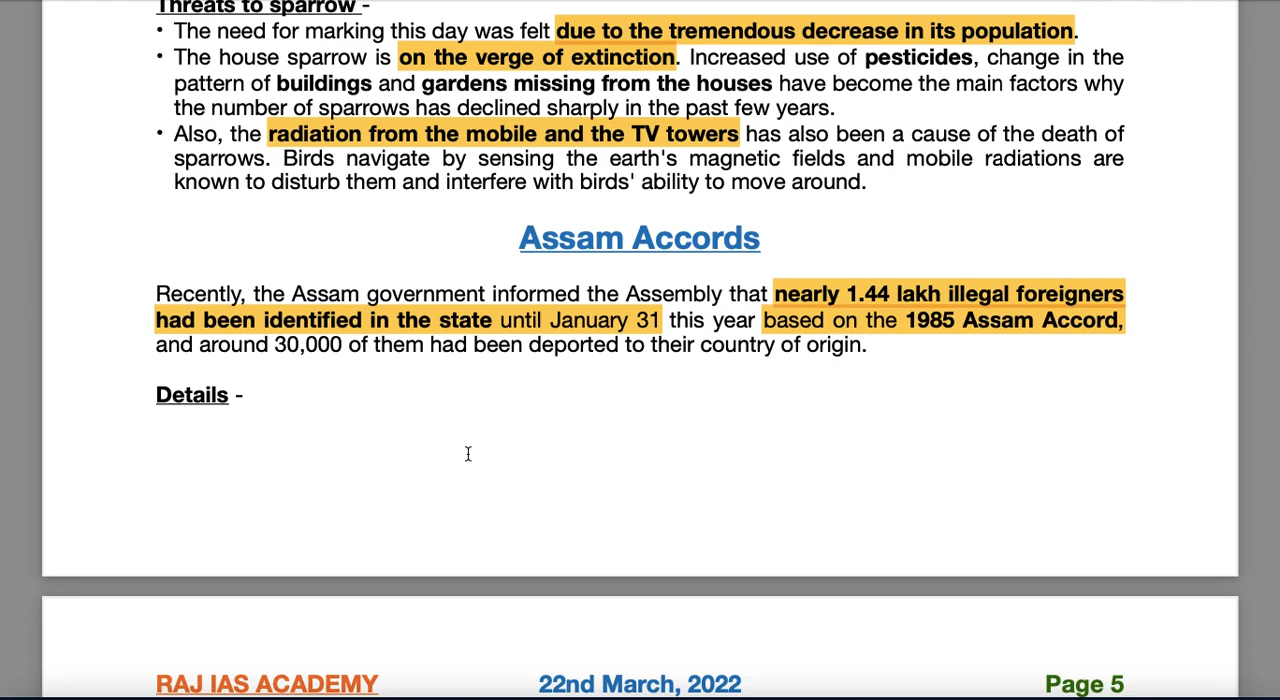 Threats to sparrow -
• The need for marking this day was felt due to the tremendous decrease in its population.
• The house sparrow is on the verge of extinction. Increased use of pesticides, change in the
pattern of buildings and gardens missing from the houses have become the main factors why
the number of sparrows has declined sharply in the past few years.
• Also, the radiation from the mobile and the TV towers has also been a cause of the death of
sparrows. Birds navigate by sensing the earth's magnetic fields and mobile radiations are
known to disturb them and interfere with birds' ability to move around.
Assam Accords
Recently, the Assam government informed the Assembly that nearly 1.44 lakh illegal foreigners
had been identified in the state until January 31 this year based on the 1985 Assam Accord,
and around 30,000 of them had been deported to their country of origin.
Details -
RAJ IAS ACADEMY 22nd March, 2022 Page 5